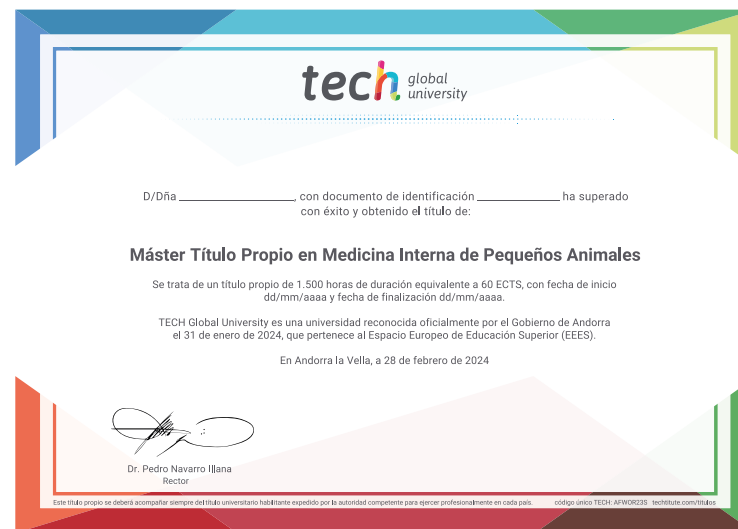 tech global university
D/Dña ____________, con documento de identificación ____________ ha superado
con éxito y obtenido el título de:
Máster Título Propio en Medicina Interna de Pequeños Animales
Se trata de un título propio de 1.500 horas de duración equivalente a 60 ECTS, con fecha de inicio
dd/mm/aaaa y fecha de finalización dd/mm/aaaa.
TECH Global University es una universidad reconocida oficialmente por el Gobierno de Andorra
el 31 de enero de 2024, que pertenece al Espacio Europeo de Educación Superior (EEES).
En Andorra la Vella, a 28 de febrero de 2024
Dr. Pedro Navarro Illana
Rector
Este título propio se deberá acompañar siempre del título universitario habilitante expedido por la autoridad competente para ejercer profesionalmente en cada país. código único TECH: AFWOR23S techtitute.com/titulos